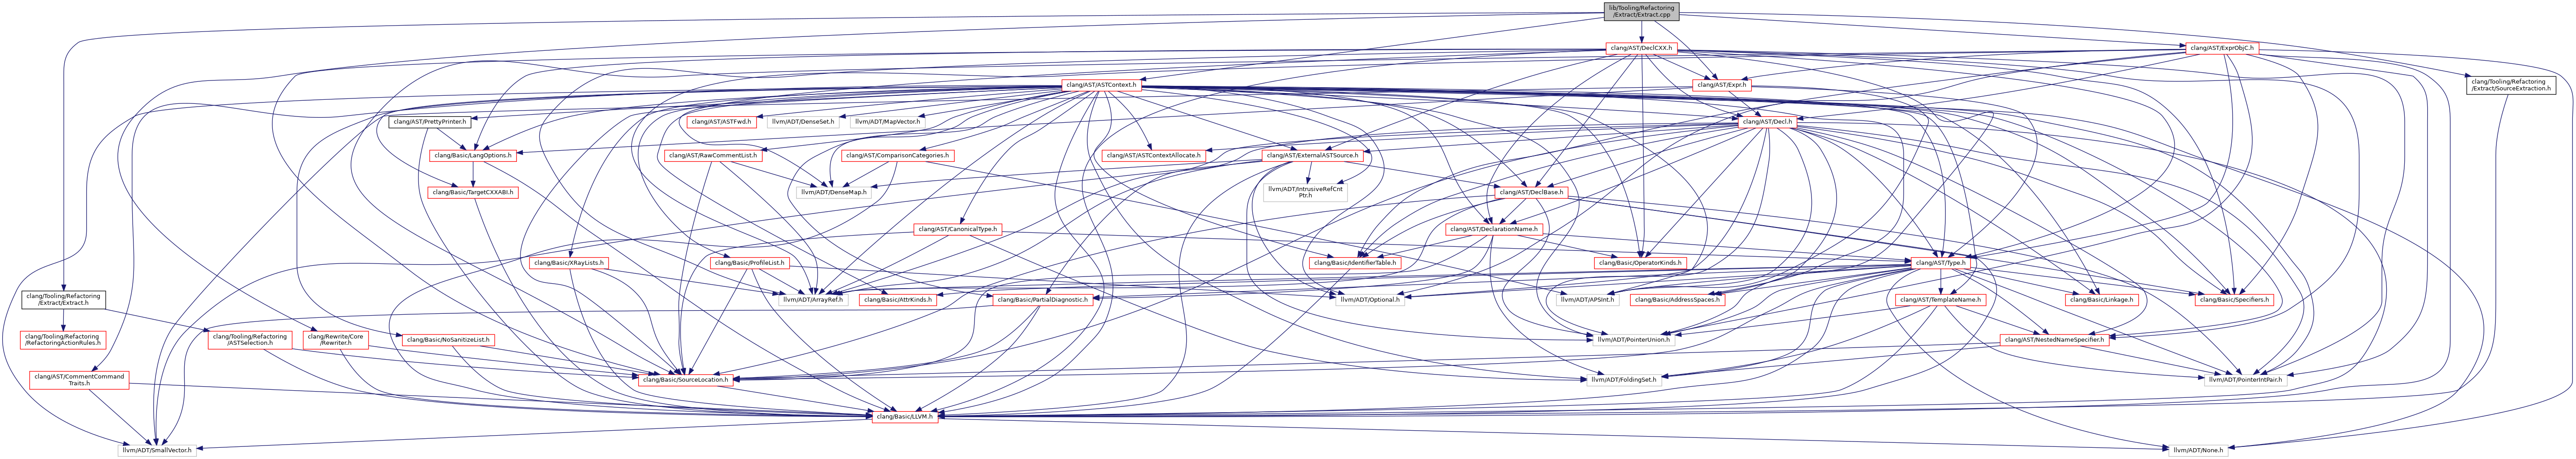 lib/Tooling/Refactoring
/Extract/Extract.cpp
clang/AST/DeclCXX.h
clang/AST/ExprObjC.h
clang/AST/ASTContext.h
clang/AST/Expr.h
clang/Tooling/Refactoring
/Extract/SourceExtraction.h
clang/AST/PrettyPrinter.h
clang/AST/ASTFwd.h
llvm/ADT/DenseSet.h
llvm/ADT/MapVector.h
clang/AST/Decl.h
clang/Basic/LangOptions.h
clang/AST/RawCommentList.h
clang/AST/ComparisonCategories.h
clang/AST/ASTContextAllocate.h
clang/AST/ExternalASTSource.h
clang/Basic/TargetCXXABI.h
llvm/ADT/DenseMap.h
llvm/ADT/IntrusiveRefCnt
Ptr.h
clang/AST/DeclBase.h
clang/AST/CanonicalType.h
clang/AST/DeclarationName.h
clang/Basic/XRayLists.h
clang/Basic/ProfileList.h
clang/Basic/IdentifierTable.h
clang/Basic/OperatorKinds.h
clang/AST/Type.h
clang/Tooling/Refactoring
/Extract/Extract.h
llvm/ADT/ArrayRef.h
clang/Basic/AttrKinds.h
clang/Basic/PartialDiagnostic.h
llvm/ADT/Optional.h
llvm/ADT/APSInt.h
clang/Basic/AddressSpaces.h
clang/AST/TemplateName.h
clang/Basic/Linkage.h
clang/Basic/Specifiers.h
clang/Tooling/Refactoring
/RefactoringActionRules.h
clang/Tooling/Refactoring
/ASTSelection.h
clang/Rewrite/Core
/Rewriter.h
clang/Basic/NoSanitizeList.h
llvm/ADT/PointerUnion.h
clang/AST/NestedNameSpecifier.h
clang/AST/CommentCommand
Traits.h
clang/Basic/SourceLocation.h
llvm/ADT/FoldingSet.h
llvm/ADT/PointerIntPair.h
clang/Basic/LLVM.h
llvm/ADT/SmallVector.h
llvm/ADT/None.h